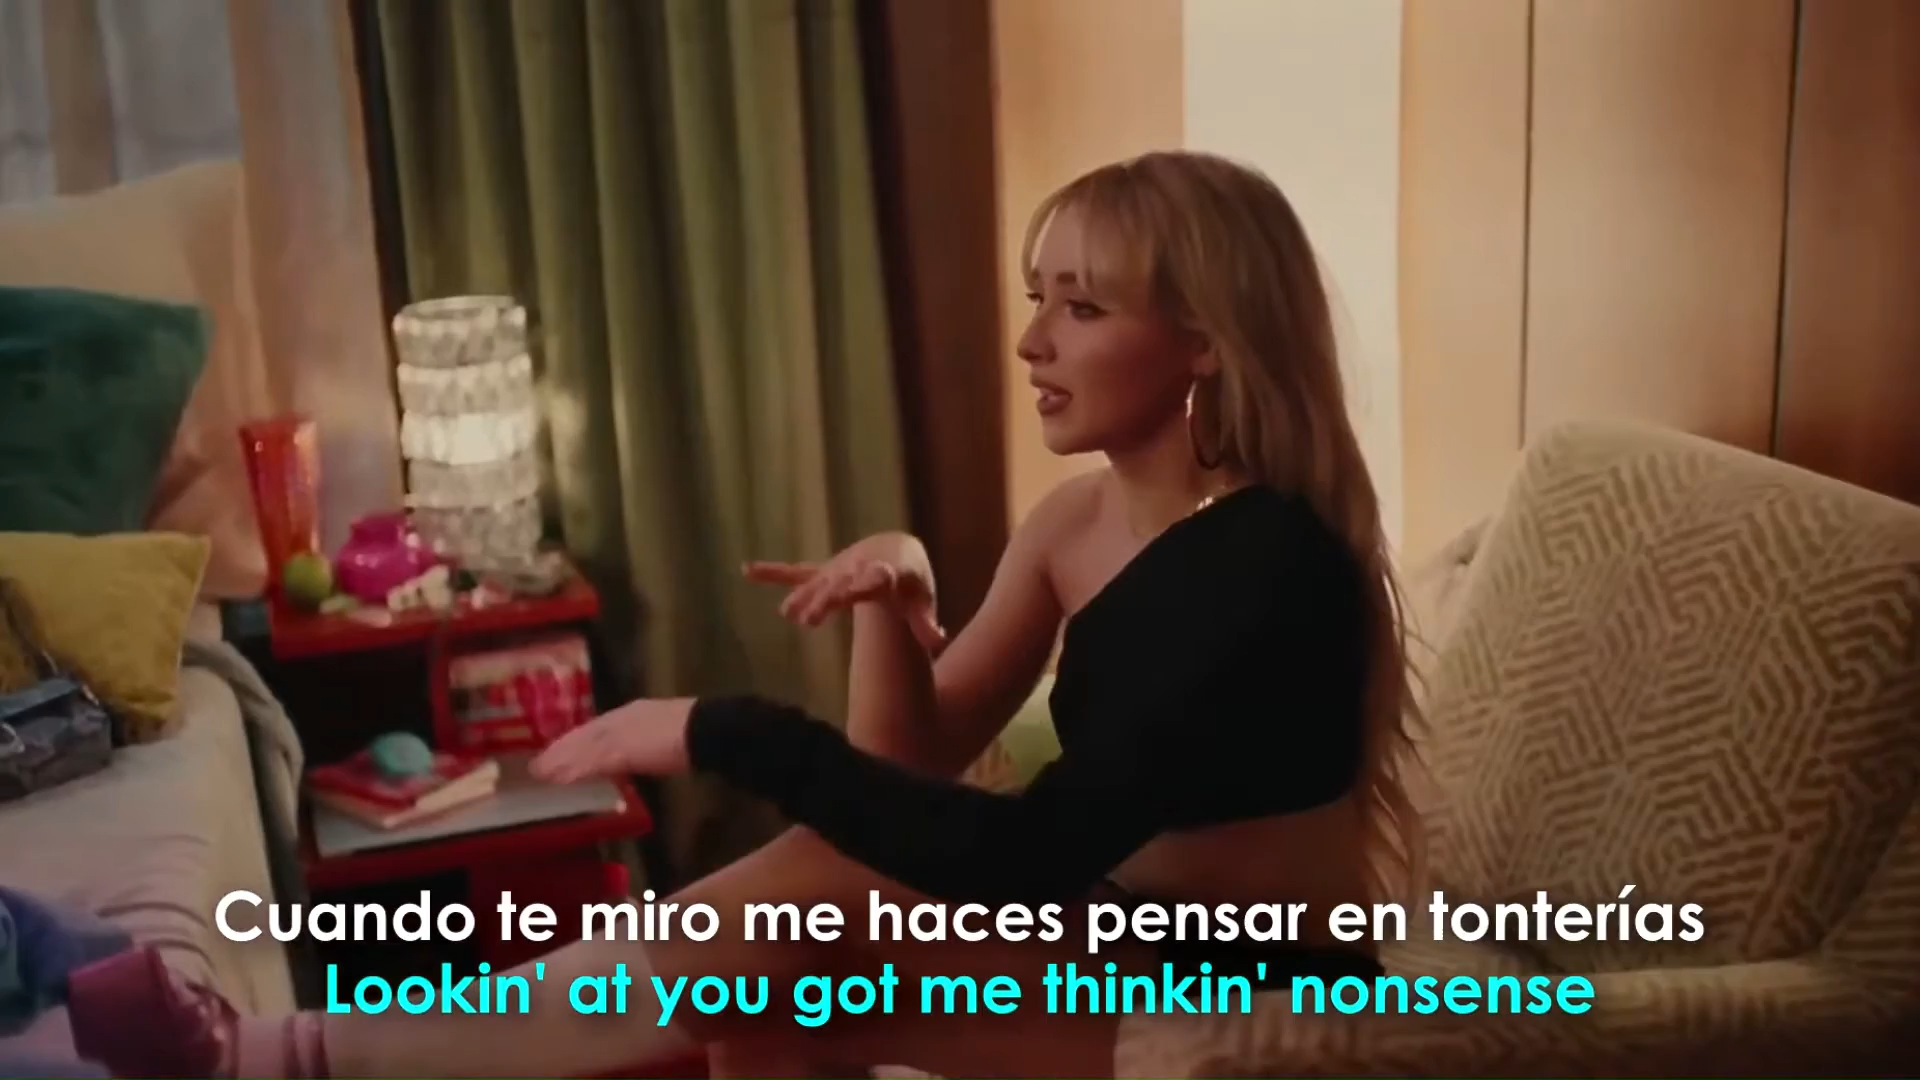 Cuando te miro me haces pensar en tonterías
Lookin' at you got me thinkin' nonsense